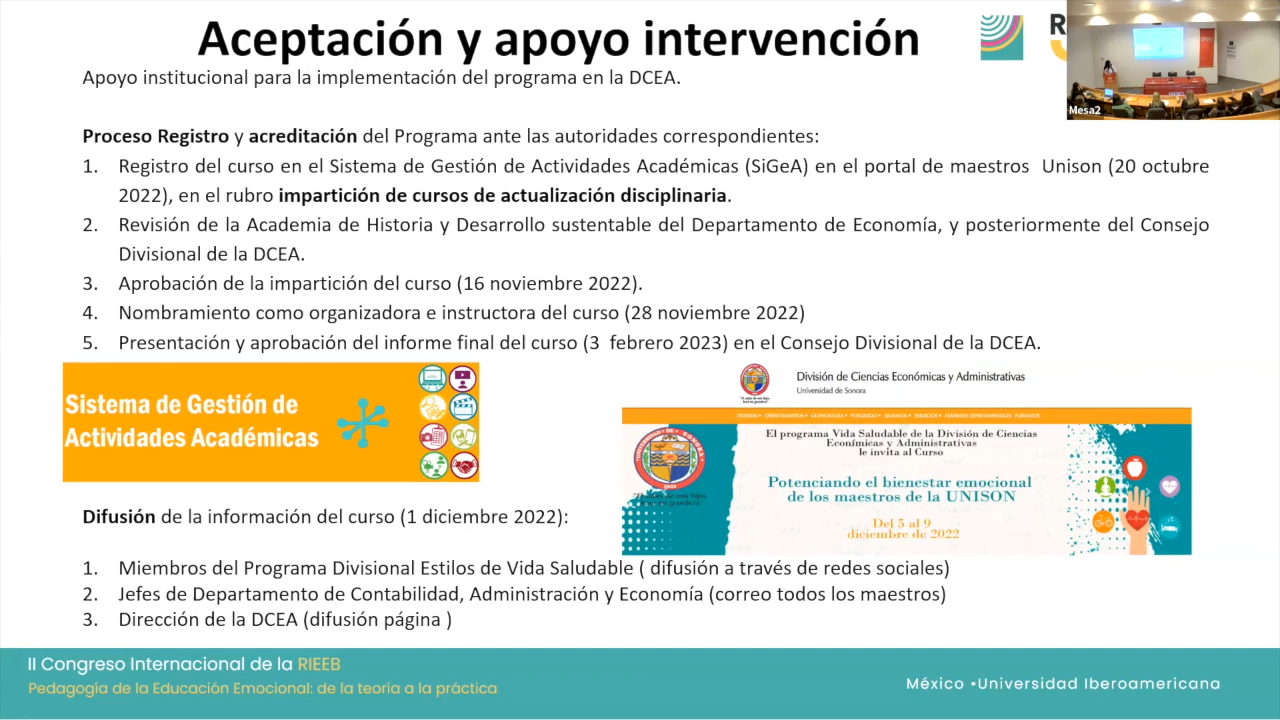 Aceptación y apoyo intervención
Apoyo institucional para la implementación del programa en la DCEA.
Mesa2
Proceso Registro y acreditación del Programa ante las autoridades correspondientes:
1. Registro del curso en el Sistema de Gestión de Actividades Académicas (SiGeA) en el portal de maestros Unison (20 octubre
2022), en el rubro impartición de cursos de actualización disciplinaria.
2. Revisión de la Academia de Historia y Desarrollo sustentable del Departamento de Economía, y posteriormente del Consejo
Divisional de la DCEA.
3. Aprobación de la impartición del curso (16 noviembre 2022).
4. Nombramiento como organizadora e instructora del curso (28 noviembre 2022)
5. Presentación y aprobación del informe final del curso (3 febrero 2023) en el Consejo Divisional de la DCEA.
Sistema de Gestión de
Actividades Académicas
División de Ciencias Económicas y Administrativas
Universidad de Sonora
El programa Vida Saludable de la División de Ciencias
Económicas y Administrativas
le invita al Curso
Potenciando el bienestar emocional
de los maestros de la UNISON
Del 5 al 9
diciembre de 2022
Difusión de la información del curso (1 diciembre 2022):
1. Miembros del Programa Divisional Estilos de Vida Saludable ( difusión a través de redes sociales)
2. Jefes de Departamento de Contabilidad, Administración y Economía (correo todos los maestros)
3. Dirección de la DCEA (difusión página )
II Congreso Internacional de la RIEEB
Pedagogía de la Educación Emocional: de la teoría a la práctica
México •Universidad Iberoamericana